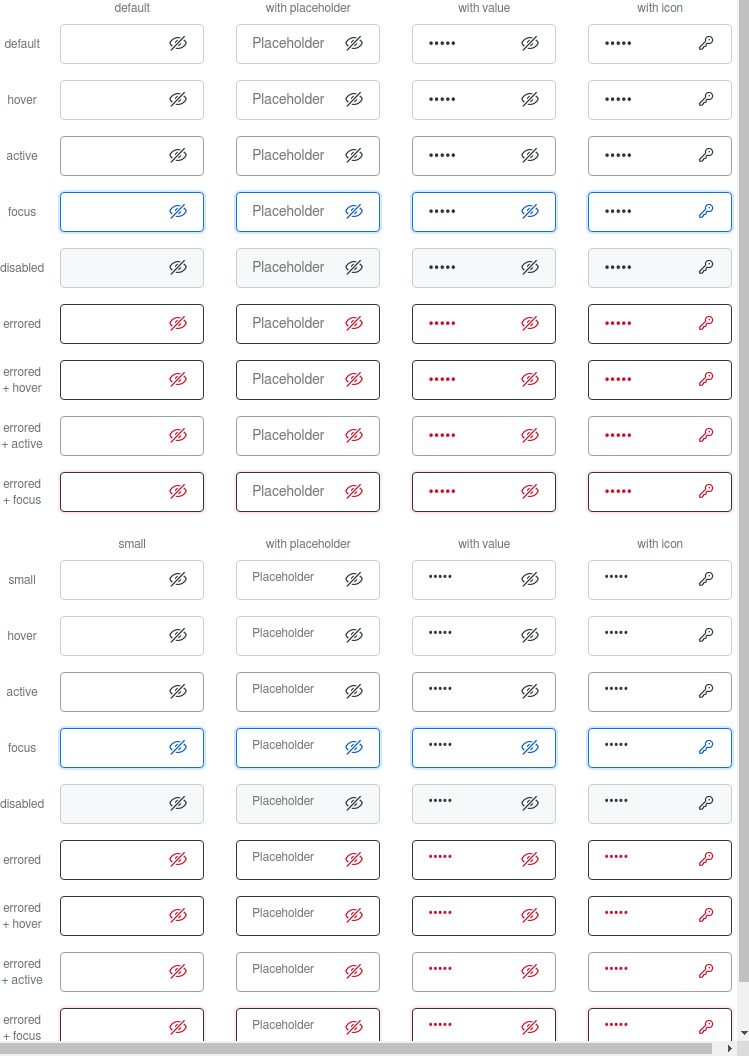 default with placeholder with value with icon
default Placeholder ••••• •••••
hover Placeholder ••••• •••••
active Placeholder ••••• •••••
focus Placeholder ••••• •••••
disabled Placeholder ••••• •••••
errored Placeholder ••••• •••••
errored
+ hover Placeholder ••••• •••••
errored
+ active Placeholder ••••• •••••
errored
+ focus Placeholder ••••• •••••
small with placeholder with value with icon
small Placeholder ••••• •••••
hover Placeholder ••••• •••••
active Placeholder ••••• •••••
focus Placeholder ••••• •••••
disabled Placeholder ••••• •••••
errored Placeholder ••••• •••••
errored
+ hover Placeholder ••••• •••••
errored
+ active Placeholder ••••• •••••
errored
+ focus Placeholder ••••• •••••